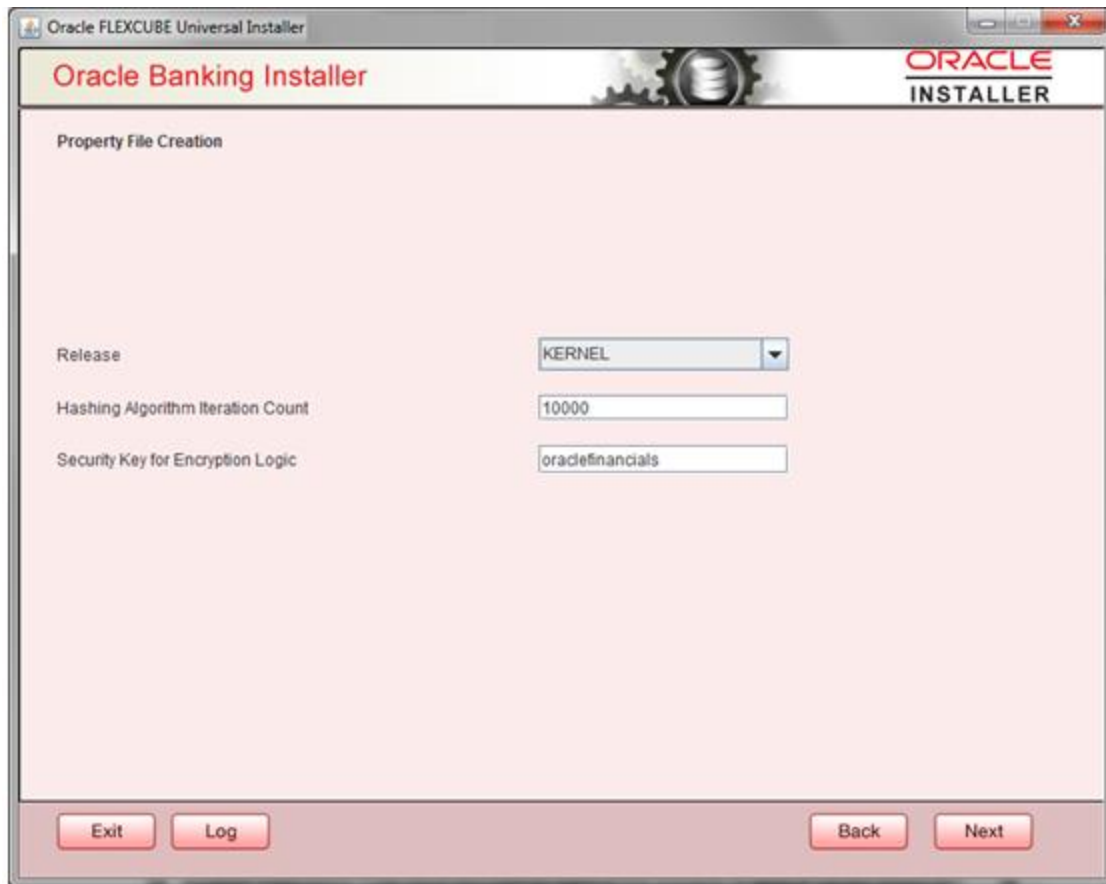 Oracle FLEXCUBE Universal Installer
Oracle Banking Installer
ORACLE
INSTALLER
Property File Creation
Release
KERNEL
Hashing Algorithm Iteration Count
10000
Security Key for Encryption Logic
oraclefinancials
Exit
Log
Back
Next